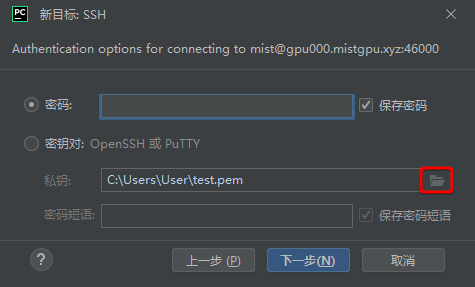 PC 新目标: SSH
Authentication options for connecting to mist@gpu000.mistgpu.xyz:46000
密码: 保存密码
密钥对: OpenSSH 或 PuTTY
私钥: C:\Users\User\test.pem
密码短语: 保存密码短语
? 上一步 (P) 下一步(N) 取消